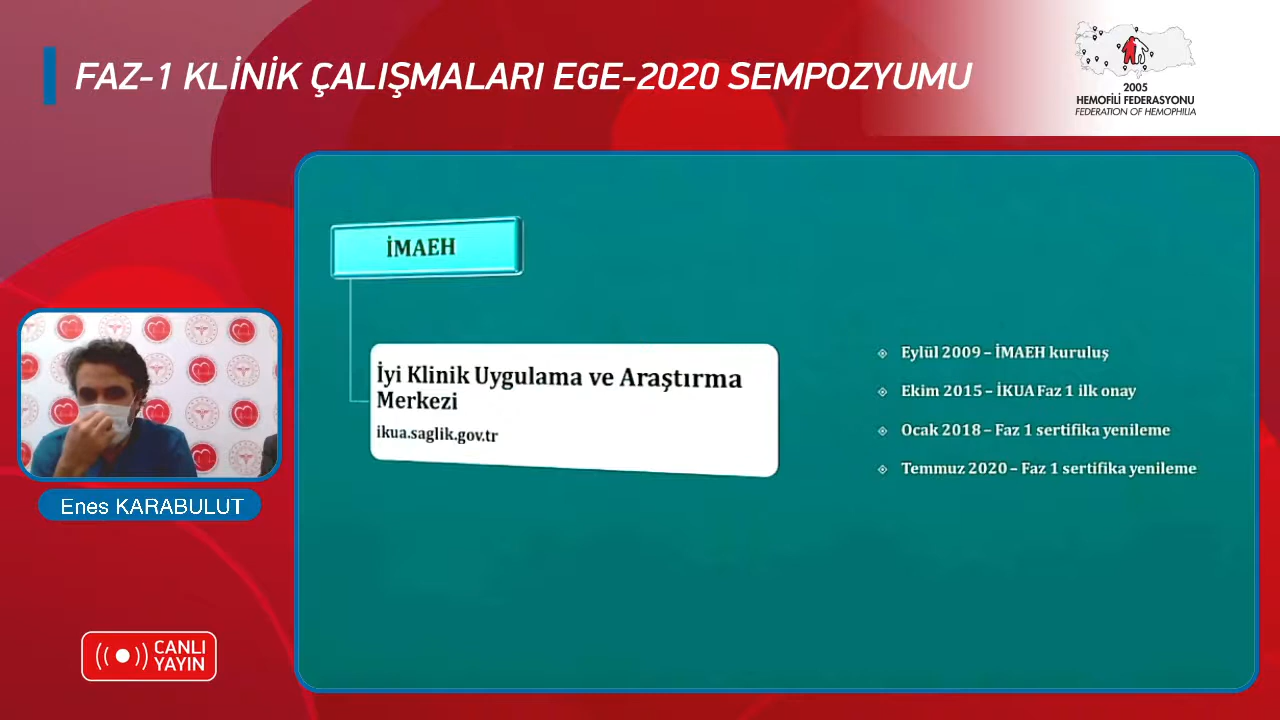 FAZ-1 KLİNİK ÇALIŞMALARI EGE-2020 SEMPOZYUMU
2005
HEMOFİLİ FEDERASYONU
FEDERATION OF HEMOPHILIA
İMAEH
İyi Klinik Uygulama ve Araştırma
Merkezi
ikua.saglik.gov.tr
Eylül 2009 – İMAEH kuruluş
Ekim 2015 – İKUA Faz 1 ilk onay
Ocak 2018 – Faz 1 sertifika yenileme
Temmuz 2020 – Faz 1 sertifika yenileme
Enes KARABULUT
CANLI
YAYIN